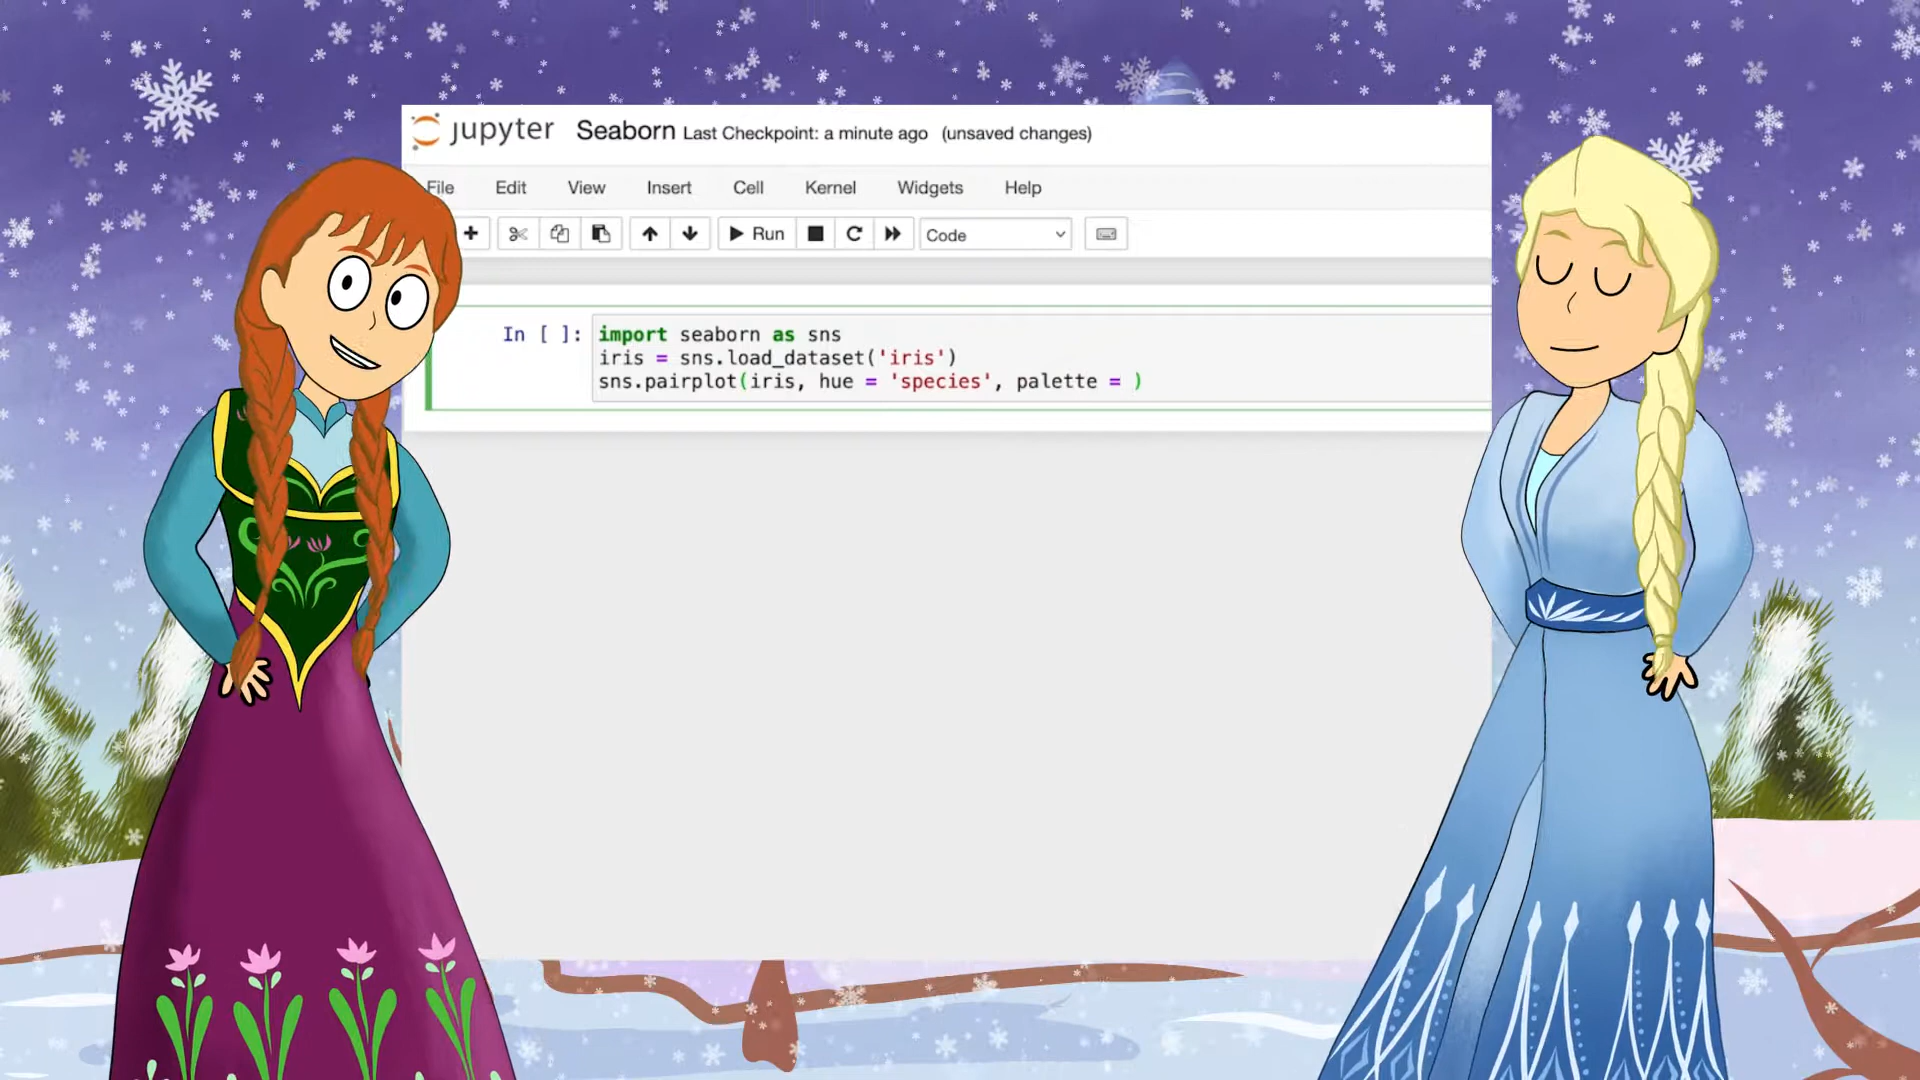 jupyter Seaborn Last Checkpoint: a minute ago (unsaved changes)
File Edit View Insert Cell Kernel Widgets Help
Run Code
In [ ]: import seaborn as sns
iris = sns.load_dataset('iris')
sns.pairplot(iris, hue = 'species', palette = )